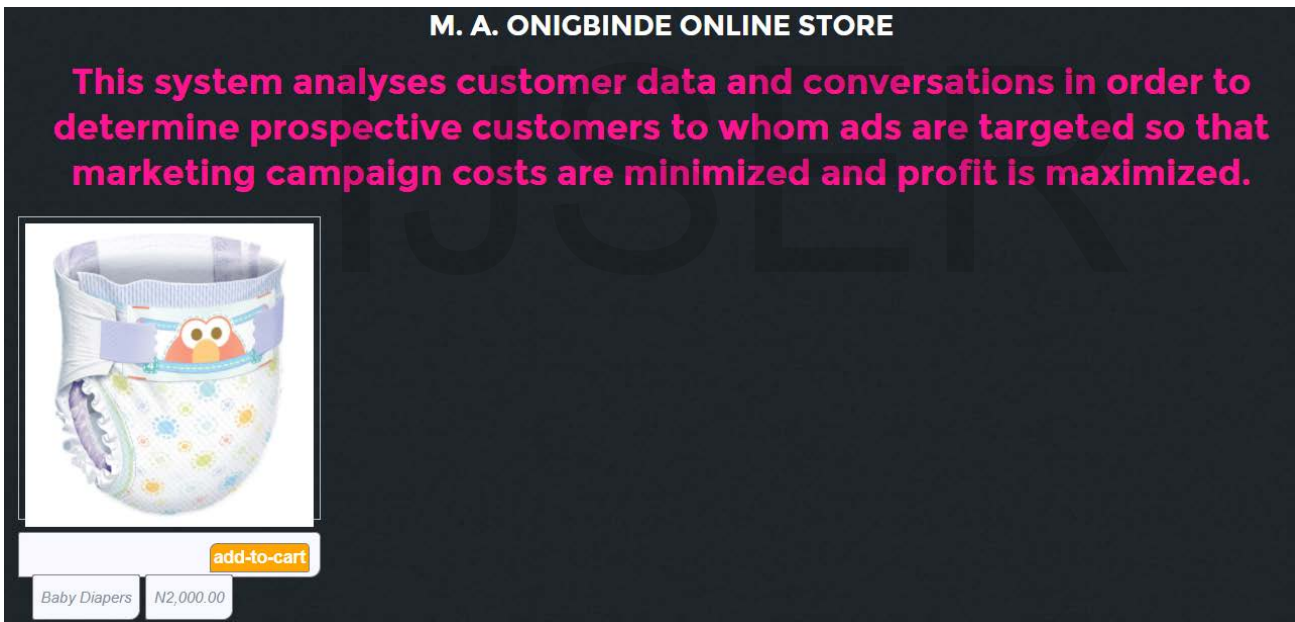 M. A. ONIGBINDE ONLINE STORE
This system analyses customer data and conversations in order to
determine prospective customers to whom ads are targeted so that
marketing campaign costs are minimized and profit is maximized.
IJSER
add-to-cart
Baby Diapers N2,000.00